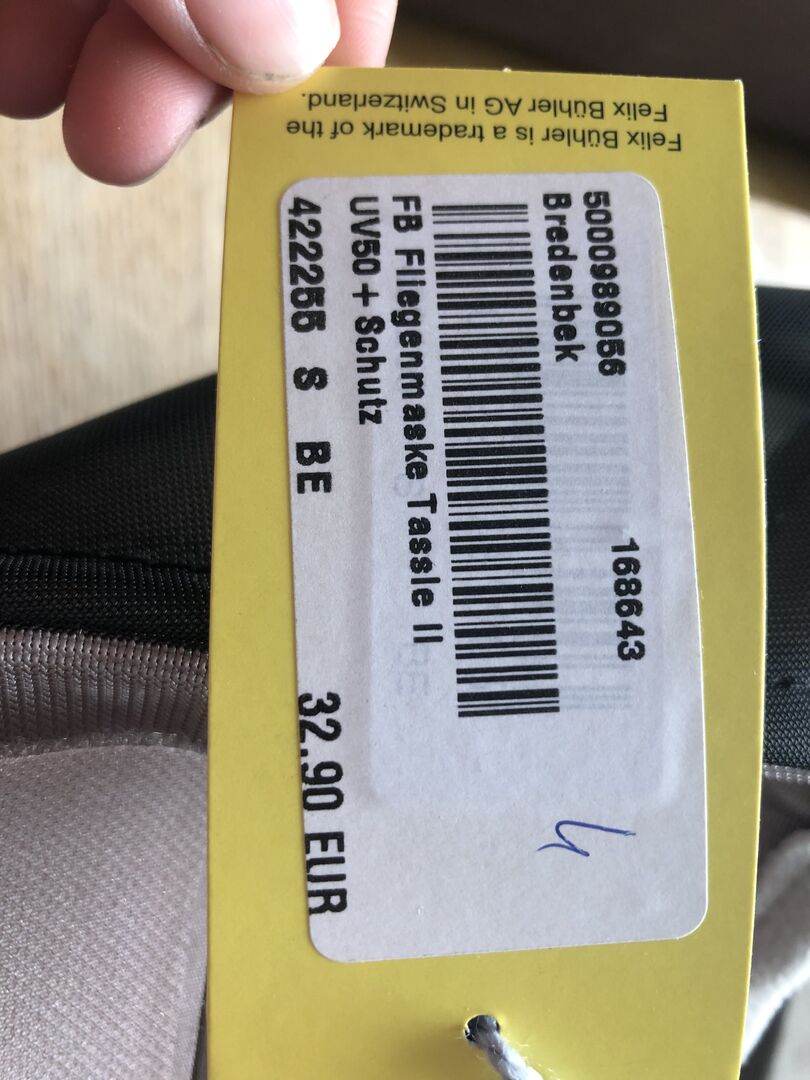 Felix Bühler is a trademark of the
Felix Bühler AG in Switzerland.
5000989056 168643
Bredenbek
FB Fliegenmaske Tassle II
UV50 + Schutz
422255 S BE 32.90 EUR
4